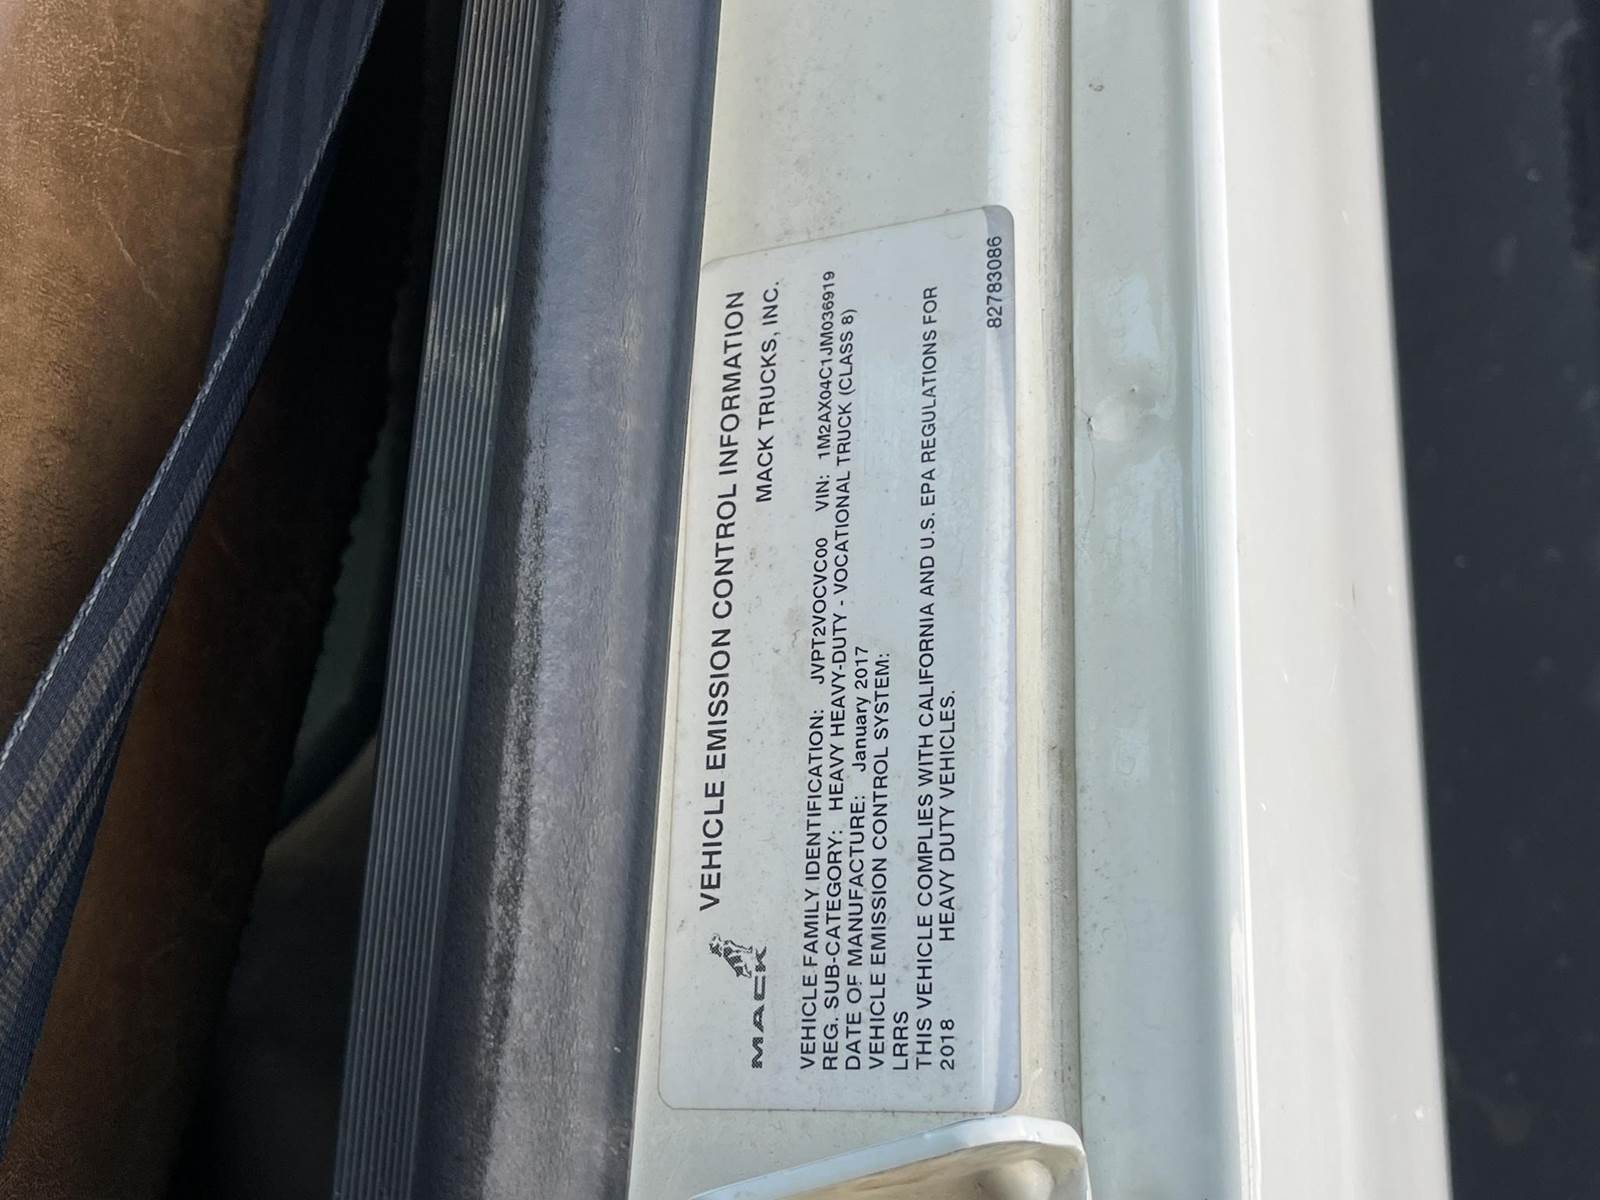 MACK
VEHICLE EMISSION CONTROL INFORMATION
MACK TRUCKS, INC.
VEHICLE FAMILY IDENTIFICATION: JVPT2VOCVC00 VIN: 1M2AX04C1JM036919
REG. SUB-CATEGORY: HEAVY HEAVY-DUTY - VOCATIONAL TRUCK (CLASS 8)
DATE OF MANUFACTURE: January 2017
VEHICLE EMISSION CONTROL SYSTEM:
LRRS
THIS VEHICLE COMPLIES WITH CALIFORNIA AND U.S. EPA REGULATIONS FOR
2018 HEAVY DUTY VEHICLES.
82783086